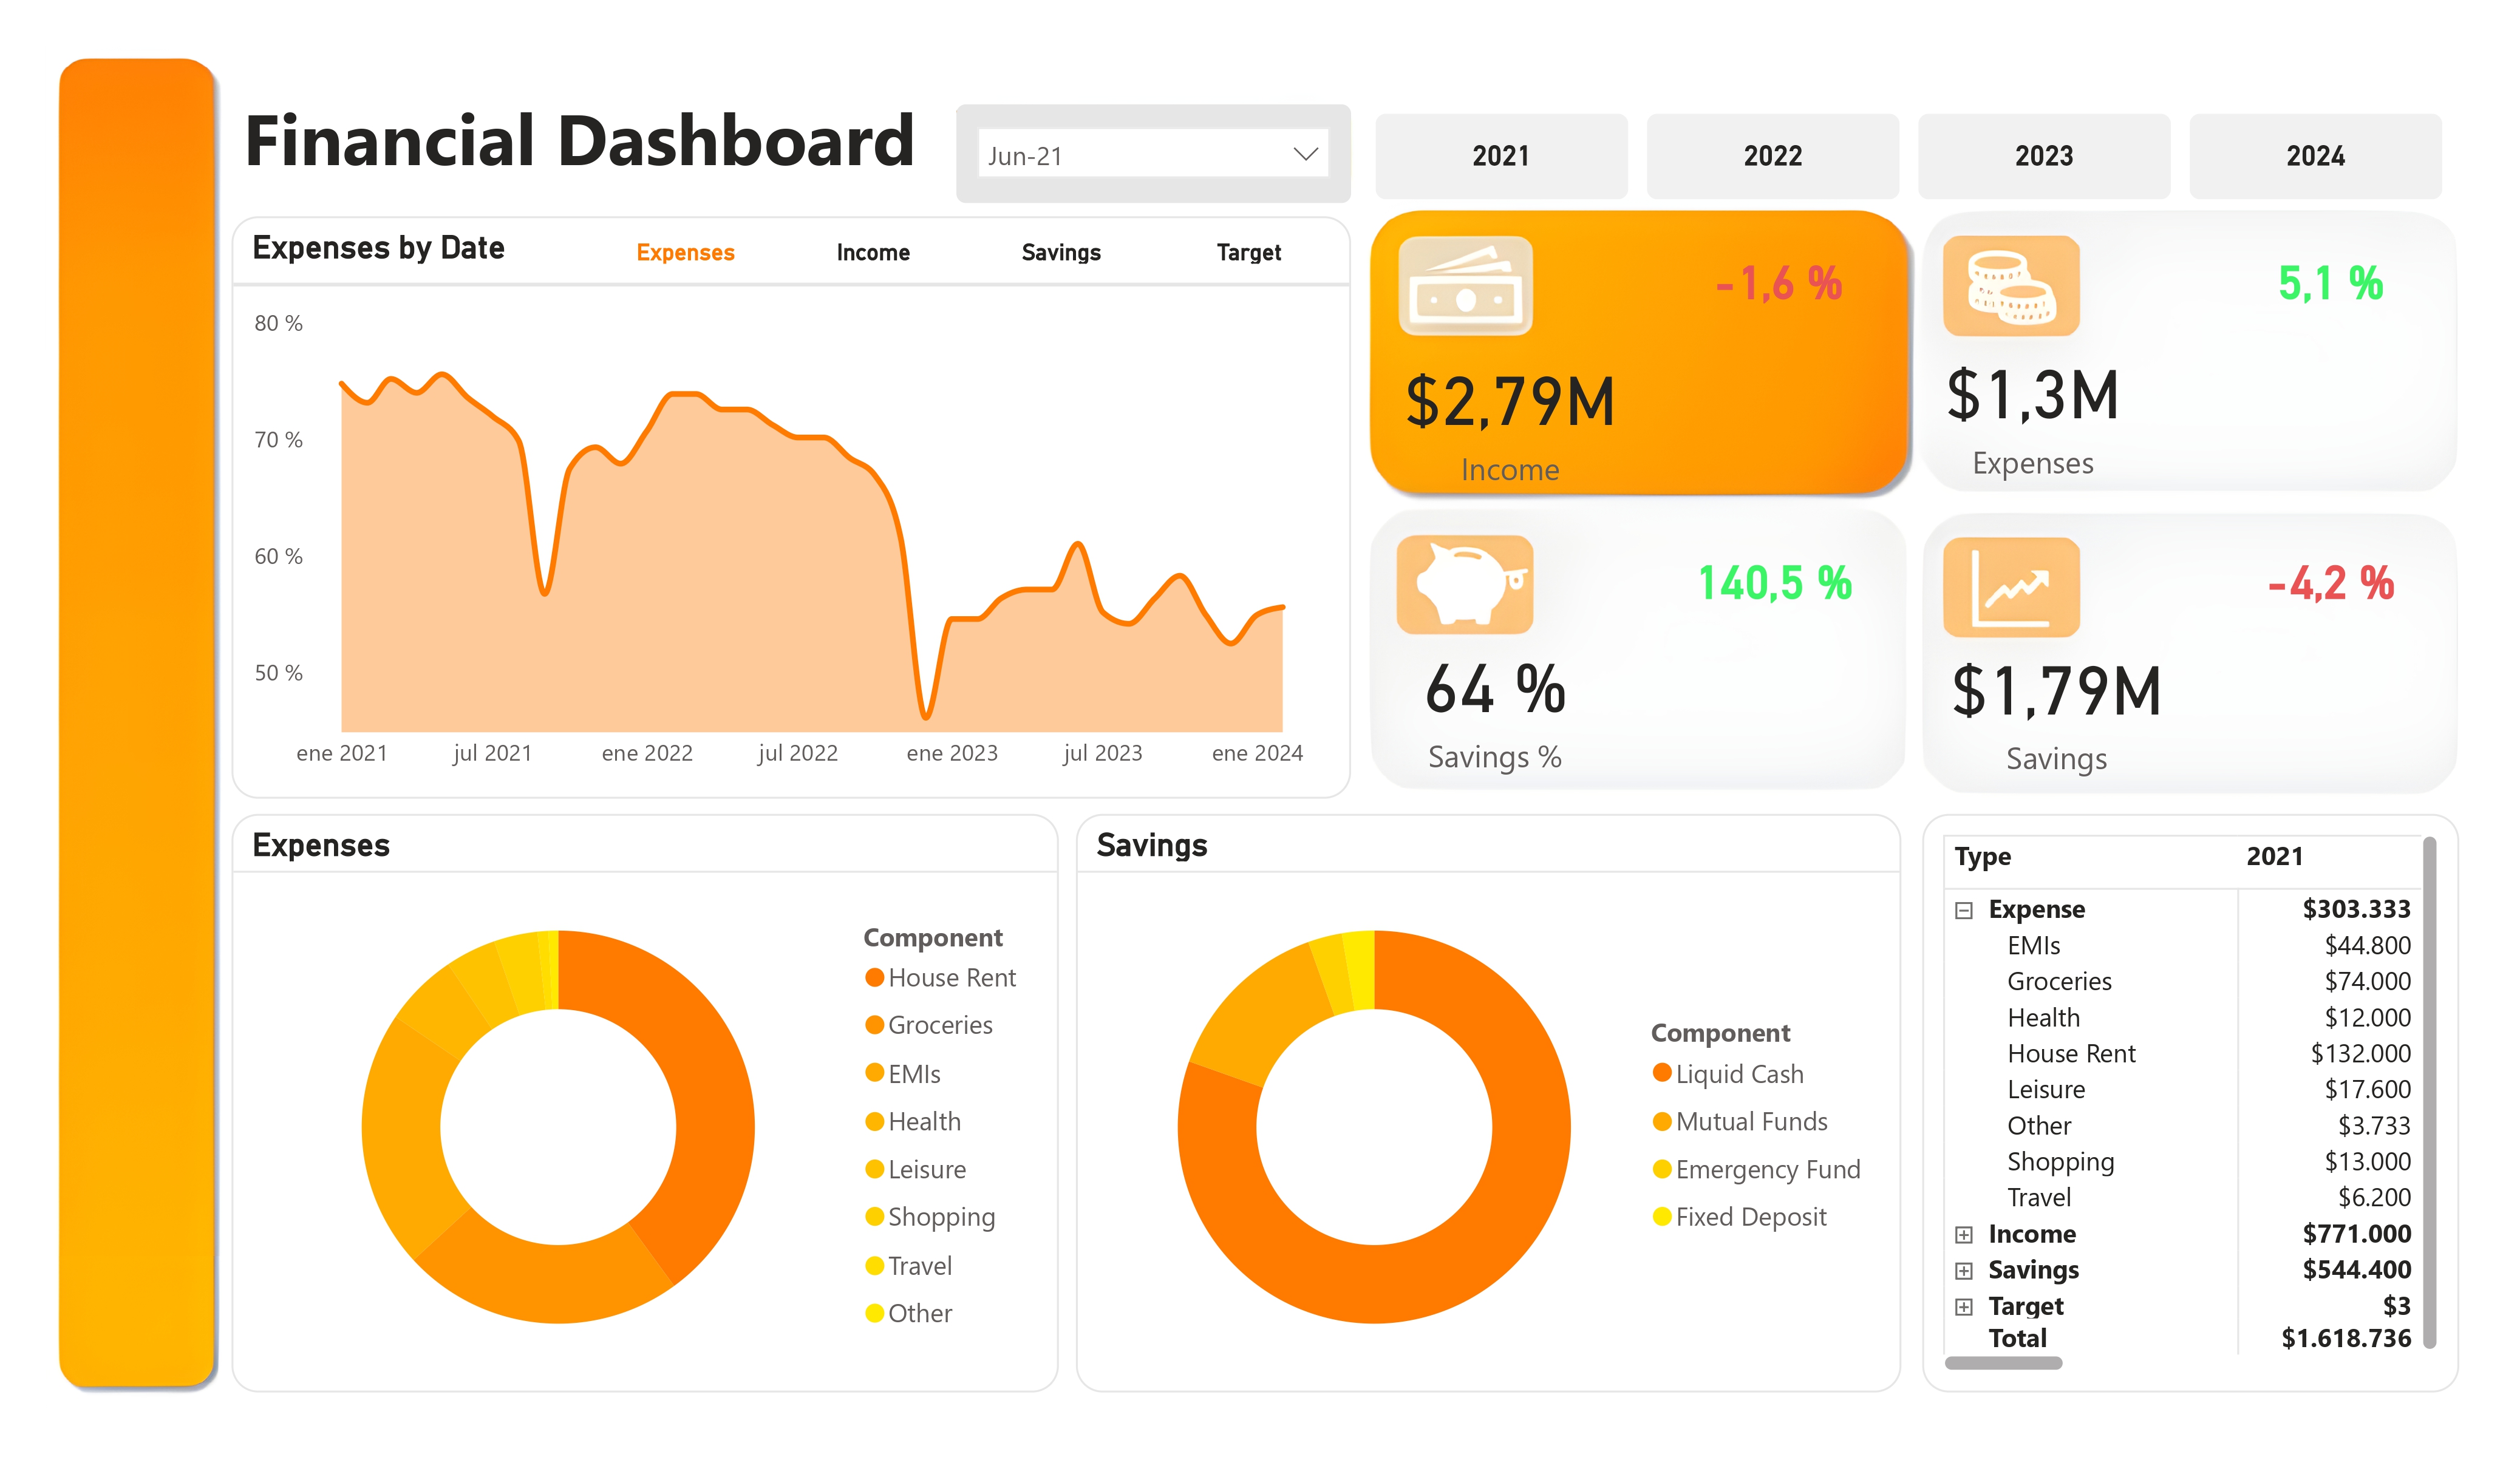 Financial Dashboard
Jun-21
2021
2022
2023
2024
Expenses by Date
Expenses
Income
Savings
Target
80 %
70 %
60 %
50 %
ene 2021
jul 2021
ene 2022
jul 2022
ene 2023
jul 2023
ene 2024
-1,6 %
$2,79M
Income
5,1 %
$1,3M
Expenses
140,5 %
64 %
Savings %
-4,2 %
$1,79M
Savings
Expenses
Component
House Rent
Groceries
EMIs
Health
Leisure
Shopping
Travel
Other
Savings
Component
Liquid Cash
Mutual Funds
Emergency Fund
Fixed Deposit
Type 2021
Expense $303.333
EMIs $44.800
Groceries $74.000
Health $12.000
House Rent $132.000
Leisure $17.600
Other $3.733
Shopping $13.000
Travel $6.200
Income $771.000
Savings $544.400
Target $3
Total $1.618.736